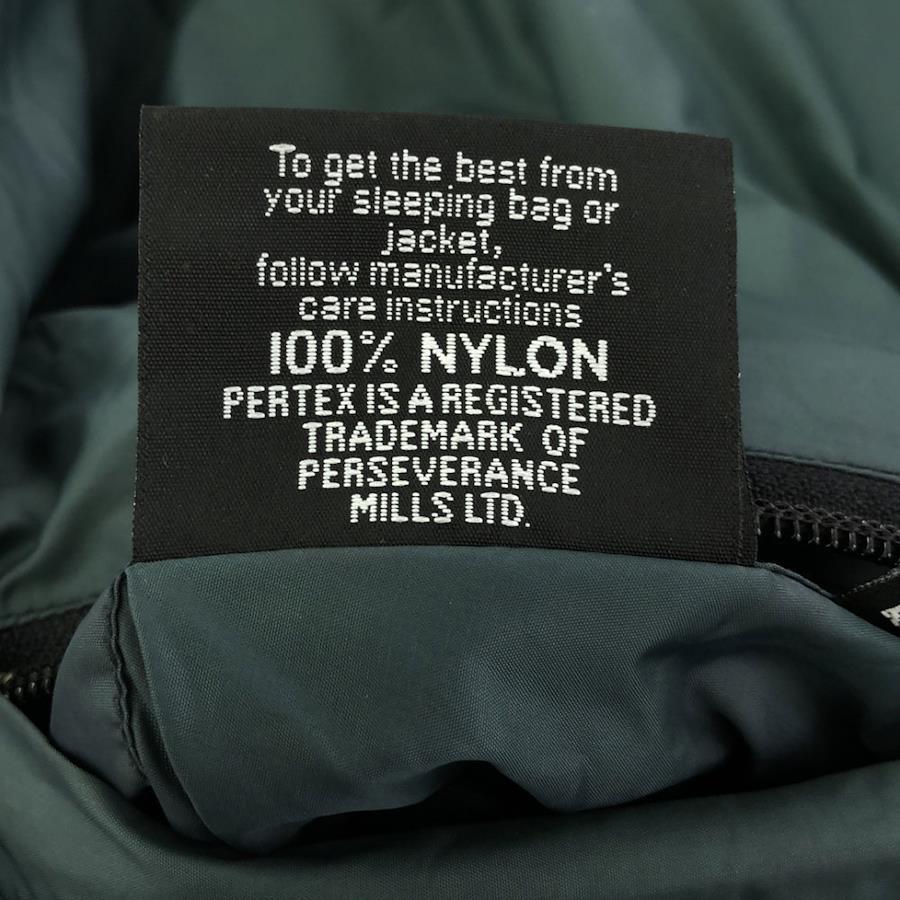 To get the best from
your sleeping bag or
jacket,
follow manufacturer's
care instructions
100% NYLON
PERTEX IS A REGISTERED
TRADEMARK OF
PERSEVERANCE
MILLS LTD.